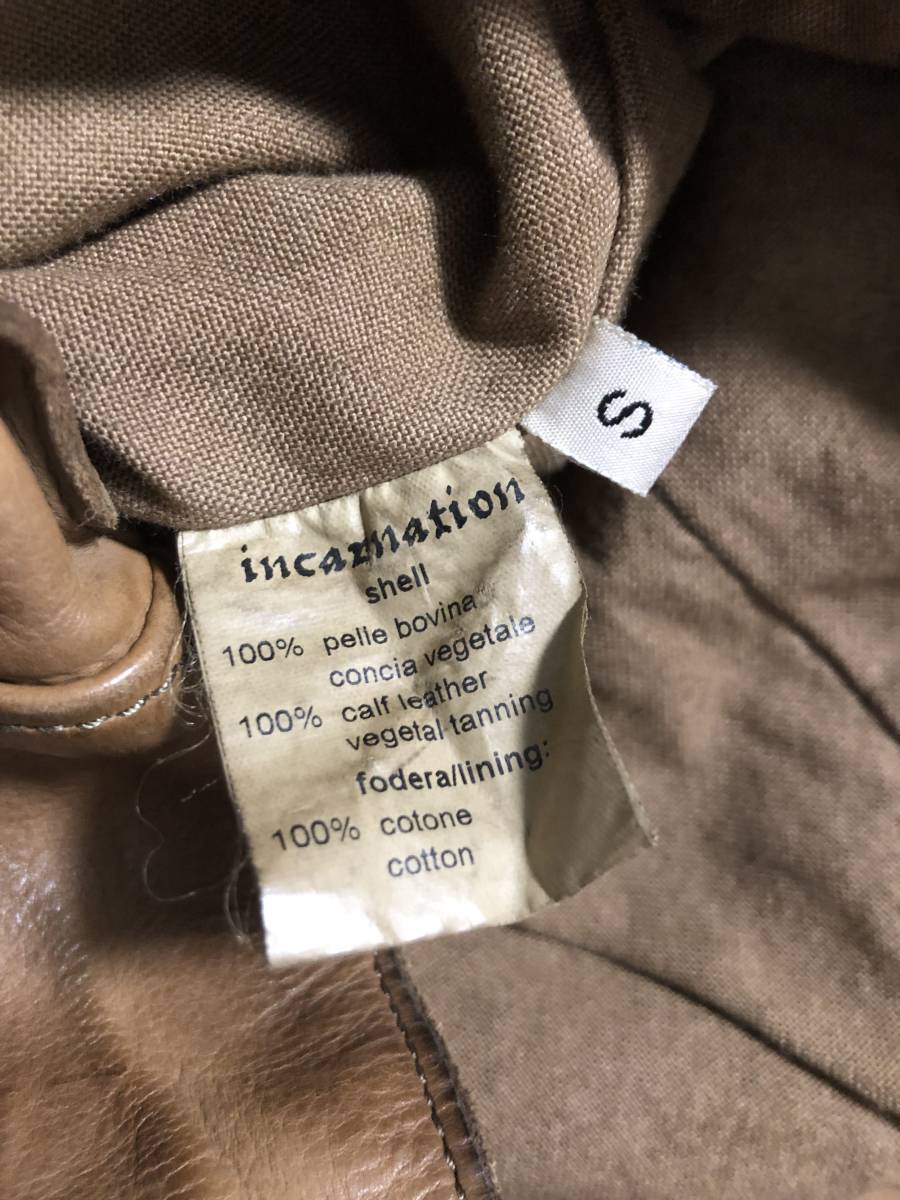 S
incarnation
shell
100% pelle bovina
concia vegetale
100% calf leather
vegetal tanning
fodera/lining:
100% cotone
cotton